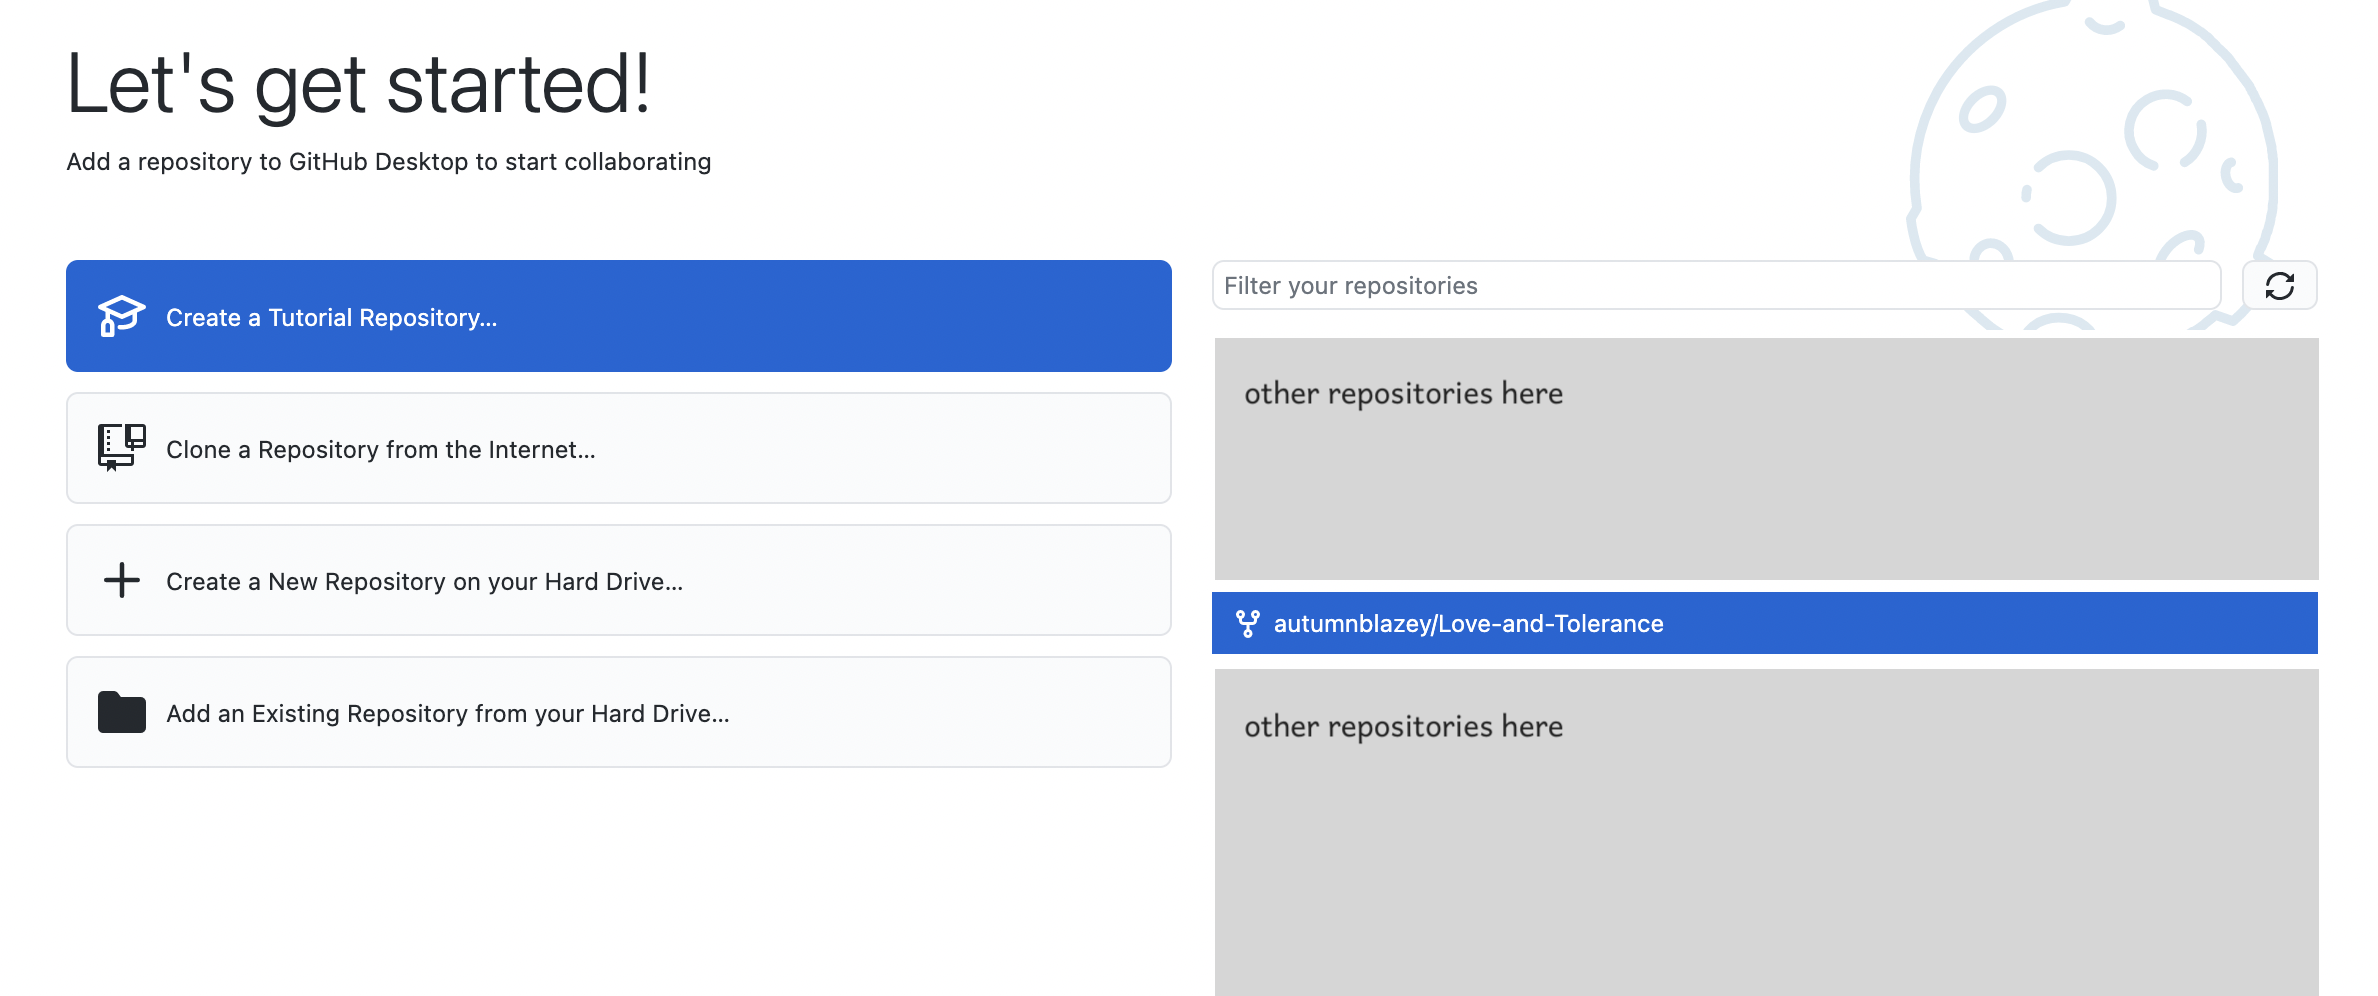 Let's get started!
Add a repository to GitHub Desktop to start collaborating
Create a Tutorial Repository...
Clone a Repository from the Internet...
Create a New Repository on your Hard Drive...
Add an Existing Repository from your Hard Drive...
Filter your repositories
other repositories here
autumnblazey/Love-and-Tolerance
other repositories here